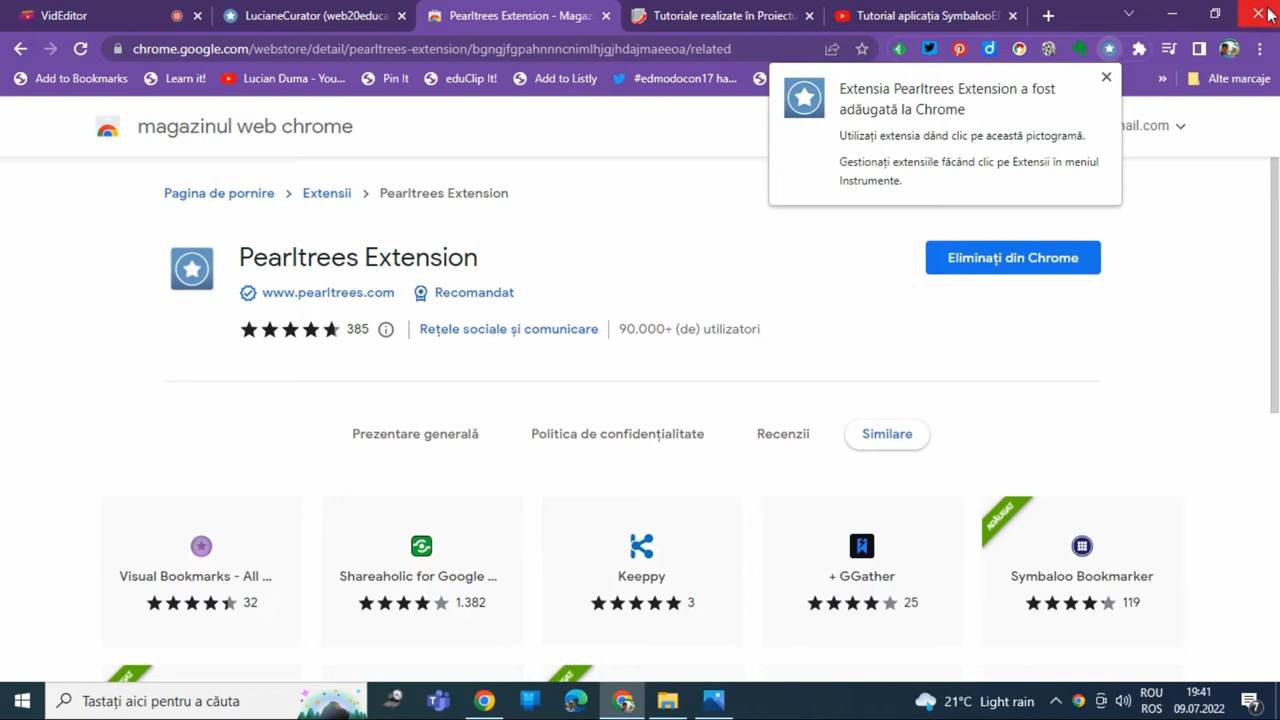 VidEditor
LucianeCurator (web20educa
Pearltrees Extension - Magaz
Tutoriale realizate în Proiectu
Tutorial aplicația SymbalooEI
chrome.google.com/webstore/detail/pearltrees-extension/bgngjfgpahnnncnimlhjgjhdajmaeeoa/related
Add to Bookmarks
Learn it!
Lucian Duma - You...
Pin It
eduClip It!
Add to Listly
#edmodocon17 ha...
»
Alte marcaje
Extensia Pearltrees Extension a fost
adăugată la Chrome
Utilizați extensia dând clic pe această pictogramă.
Gestionați extensiile făcând clic pe Extensii în meniul
Instrumente.
magazinul web chrome
ail.com
Pagina de pornire > Extensii > Pearltrees Extension
Pearltrees Extension
Eliminați din Chrome
www.pearltrees.com Recomandat
385 Rețele sociale și comunicare 90.000+ (de) utilizatori
Prezentare generală Politica de confidențialitate Recenzii Similare
ADĂUGAT
Visual Bookmarks - All ... Shareaholic for Google ... Keeppy + GGather Symbaloo Bookmarker
32 1.382 3 25 119
Tastați aici pentru a căuta
21°C Light rain
ROU
ROS
19:41
09.07.2022
7